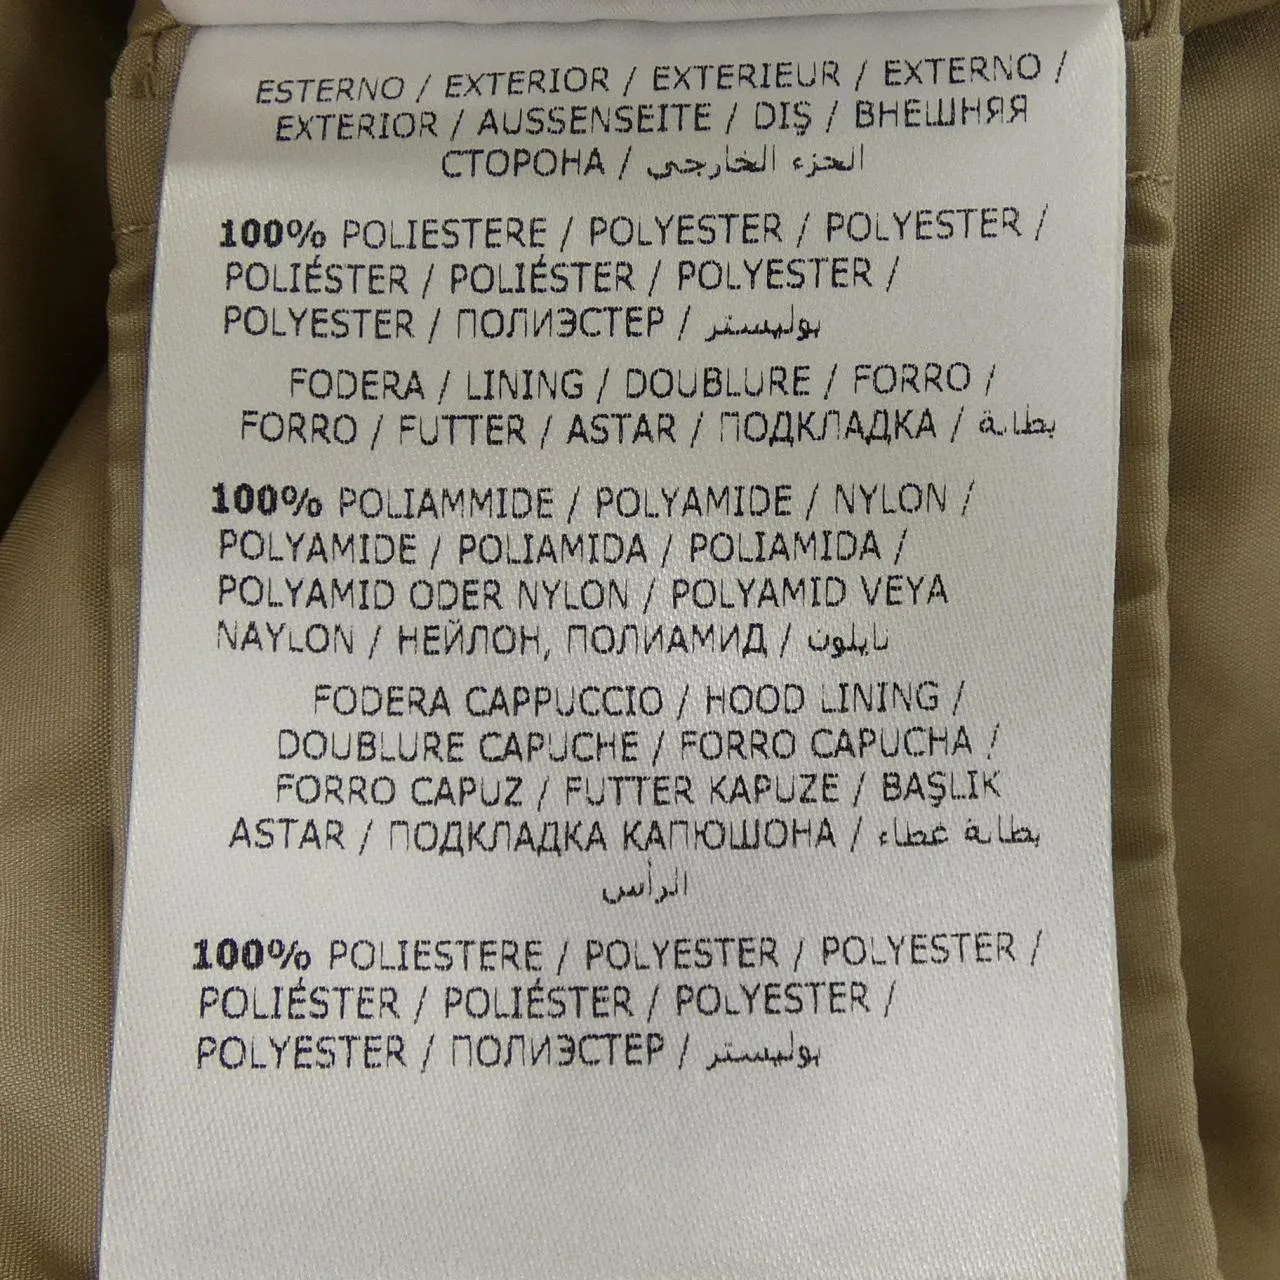 ESTERNO / EXTERIOR / EXTERIEUR / EXTERNO /
EXTERIOR / AUSSENSEITE / DIŞ / ВНЕШНЯЯ
СТОРОНА / الجزء الخارجي
100% POLIESTERE / POLYESTER / POLYESTER /
POLIÉSTER / POLIÉSTER / POLYESTER /
POLYESTER / ПОЛИЭСТЕР / بوليستر
FODERA / LINING / DOUBLURE / FORRO /
FORRO / FUTTER / ASTAR / ПОДКЛАДКА / بطانة
100% POLIAMMIDE / POLYAMIDE / NYLON /
POLYAMIDE / POLIAMIDA / POLIAMIDA /
POLYAMID ODER NYLON / POLYAMID VEYA
NAYLON / НЕЙЛОН, ПОЛИАМИД / نايلون
FODERA CAPPUCCIO / HOOD LINING /
DOUBLURE CAPUCHE / FORRO CAPUCHA /
FORRO CAPUZ / FUTTER KAPUZE / BAŞLIK
ASTAR / ПОДКЛАДКА КАПЮШОНА / بطانة غطاء
الرأس
100% POLIESTERE / POLYESTER / POLYESTER /
POLIÉSTER / POLIÉSTER / POLYESTER /
POLYESTER / ПОЛИЭСТЕР / بوليستر